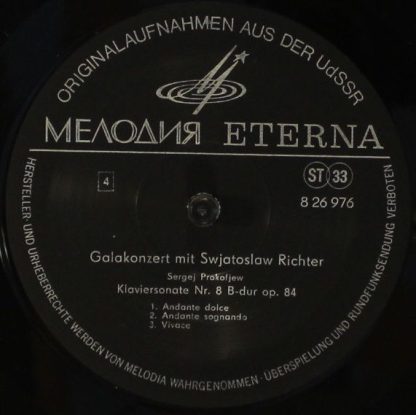 ORIGINALAUFNAHMEN AUS DER UdSSR
МЕЛОДИЯ ETERNA
4
ST 33
8 26 976
Galakonzert mit Swjatoslaw Richter
Sergej Prokofjew
Klaviersonate Nr. 8 B-dur op. 84
1. Andante dolce
2. Andante sognando
3. Vivace
HERSTELLER- UND URHEBERRECHTE WERDEN VON MELODIA WAHRGENOMMEN · ÜBERSPIELUNG UND RUNDFUNKSENDUNG VERBOTEN